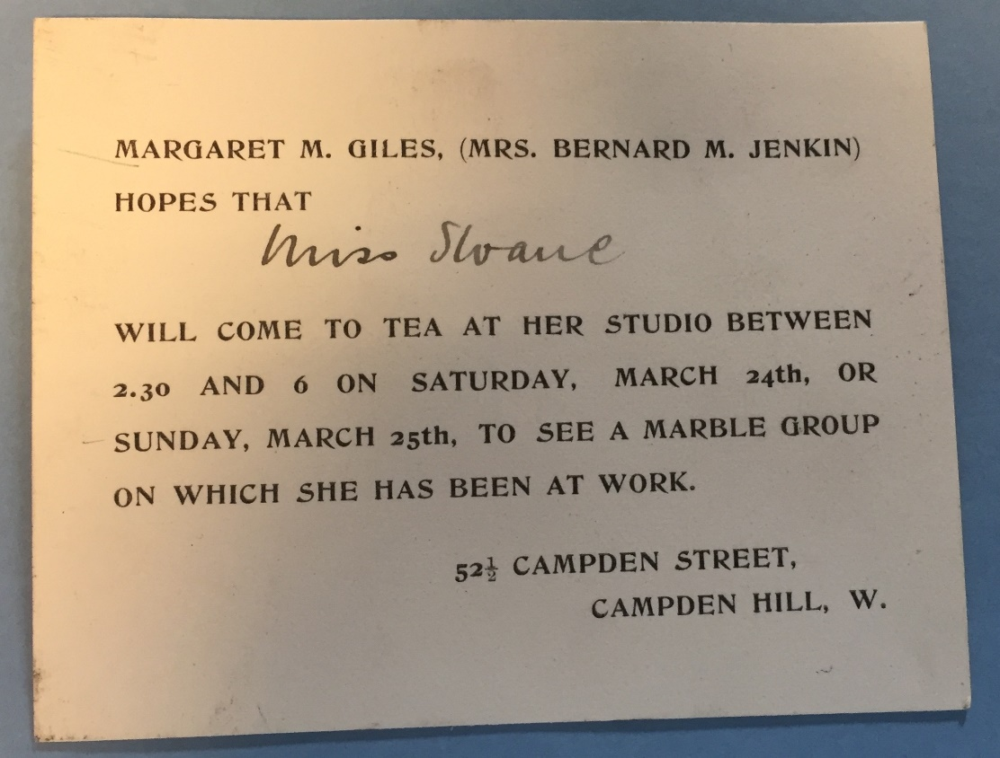 MARGARET M. GILES, (MRS. BERNARD M. JENKIN)
HOPES THAT
Miss Sloane
WILL COME TO TEA AT HER STUDIO BETWEEN
2.30 AND 6 ON SATURDAY, MARCH 24th, OR
SUNDAY, MARCH 25th, TO SEE A MARBLE GROUP
ON WHICH SHE HAS BEEN AT WORK.
52½ CAMPDEN STREET,
CAMPDEN HILL, W.